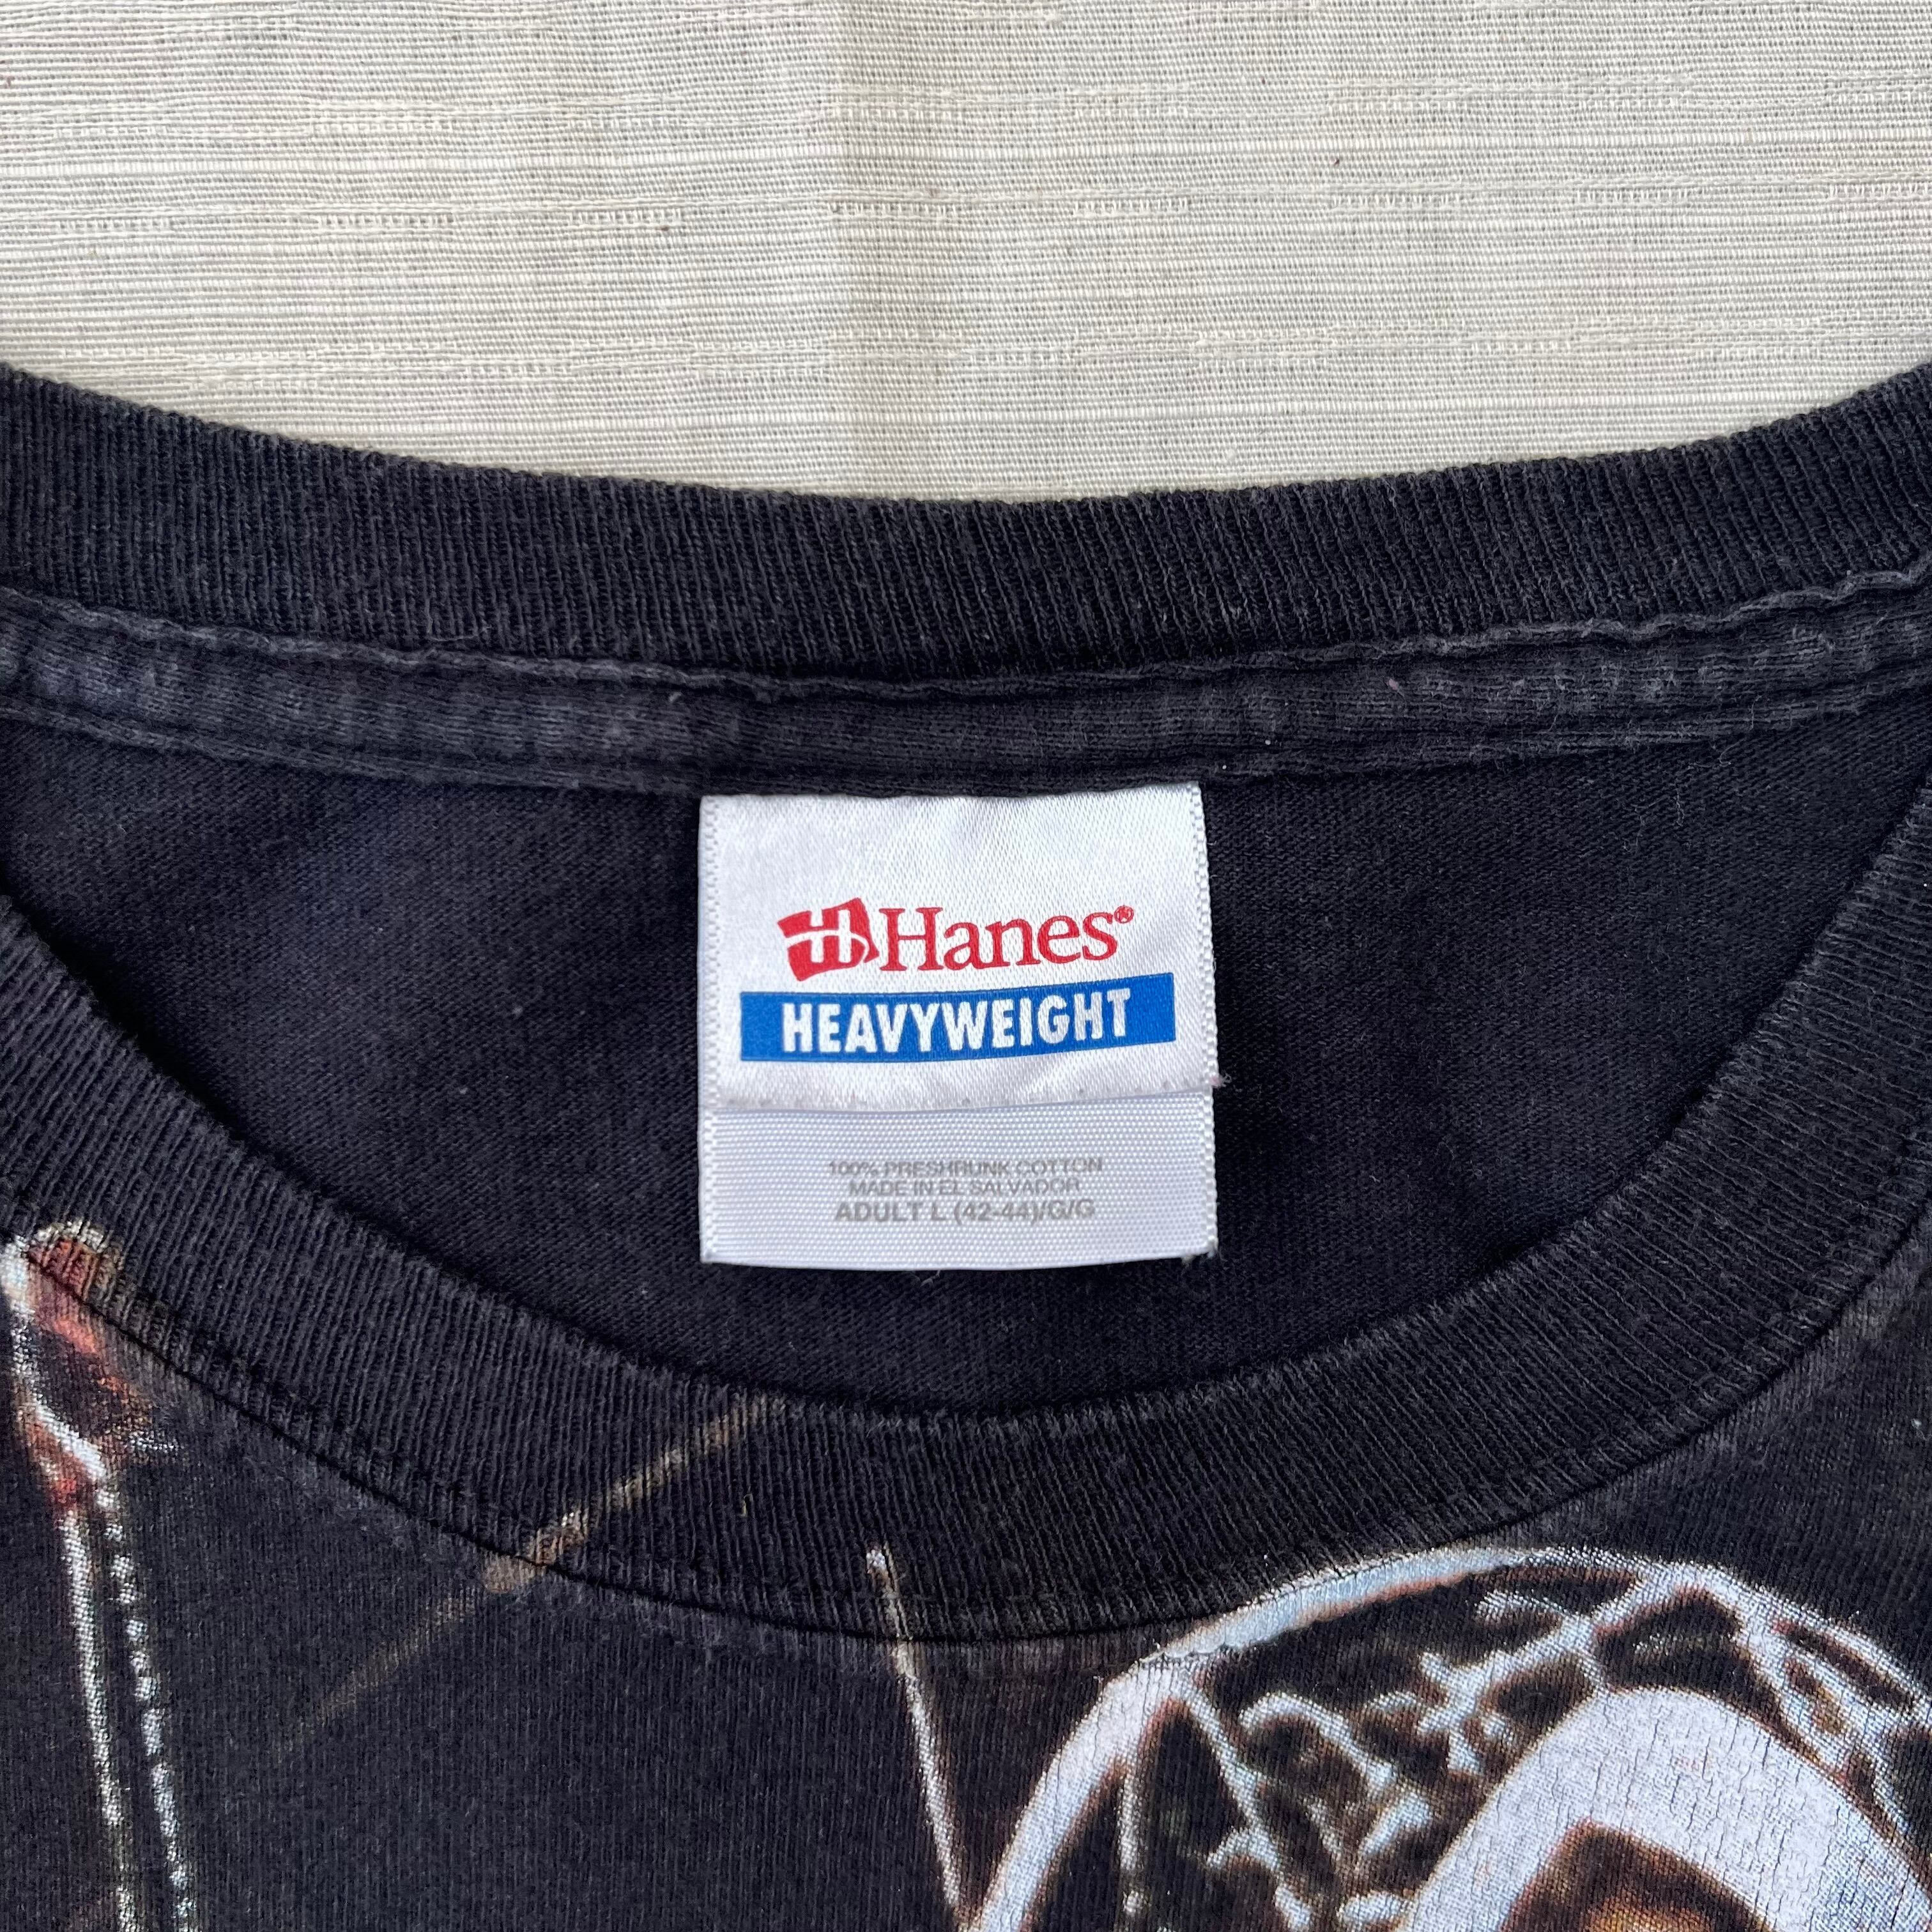 Hanes®
HEAVYWEIGHT
100% PRESHRUNK COTTON
MADE IN EL SALVADOR
ADULT L (42-44)/G/G